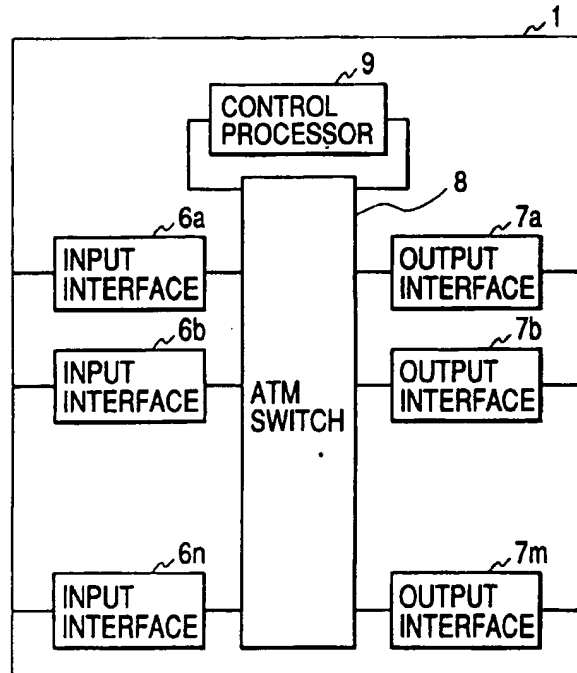 1
9
CONTROL
PROCESSOR
8
6a
7a
INPUT
INTERFACE
OUTPUT
INTERFACE
6b
7b
INPUT
INTERFACE
OUTPUT
INTERFACE
ATM
SWITCH
6n
7m
INPUT
INTERFACE
OUTPUT
INTERFACE